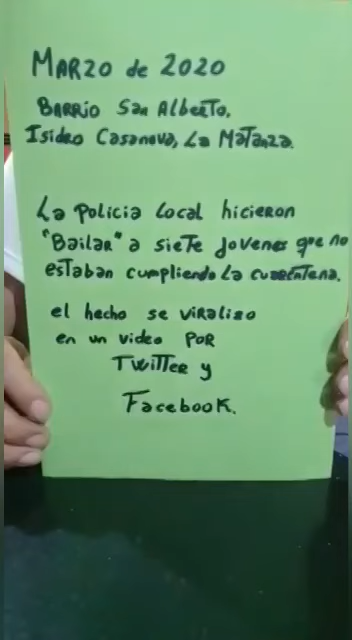 MARZO de 2020
BARRIO San Alberto,
Isidro Casanova, La Matanza.
La Policia Local hicieron
"Bailar" a siete jovenes que no
estaban cumpliendo la cuarentena.
el hecho se viralizo
en un video POR
Twitter y
Facebook.